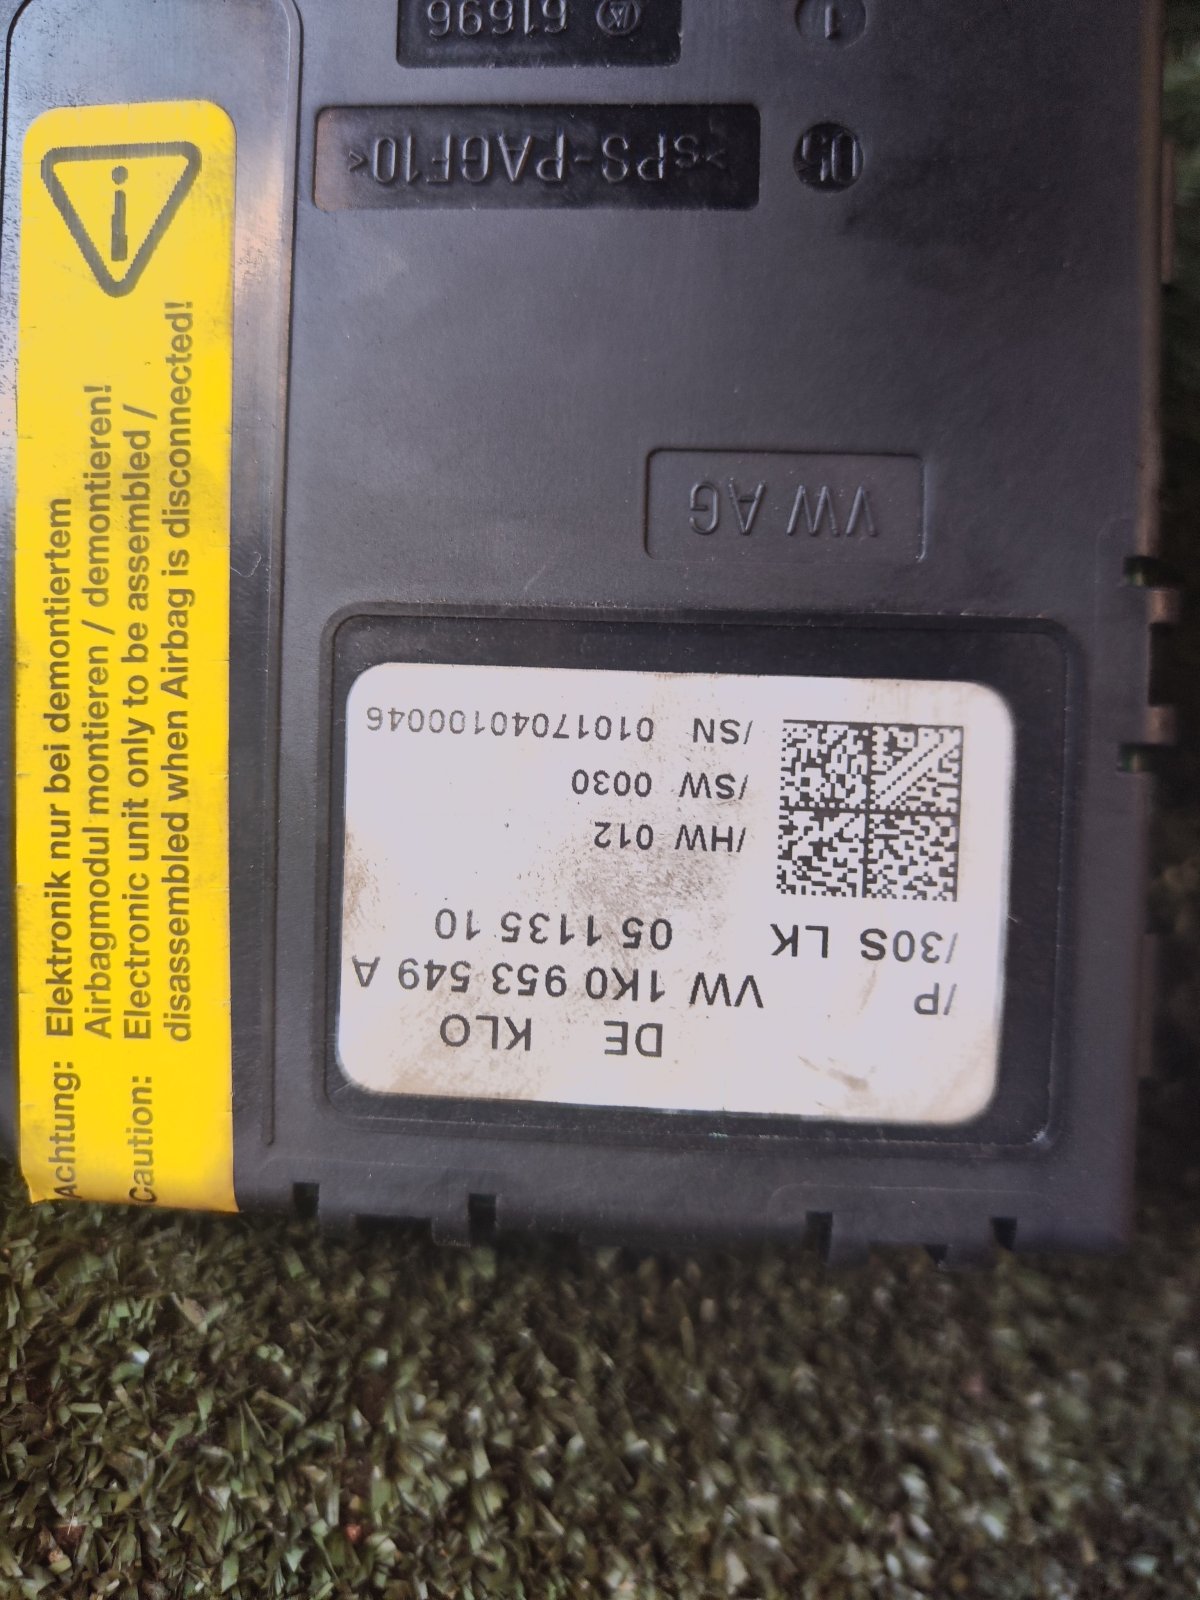 Achtung: Elektronik nur bei demontiertem
Airbagmodul montieren / demontieren!
Caution: Electronic unit only to be assembled /
disassembled when Airbag is disconnected!
DE KLO
/P VW 1K0 953 549 A
/30S LK 05 1135 10
/HW 012
/SW 0030
/SN 01017040100046
VW AG
05 >sPS-PAGF10<
1 61696